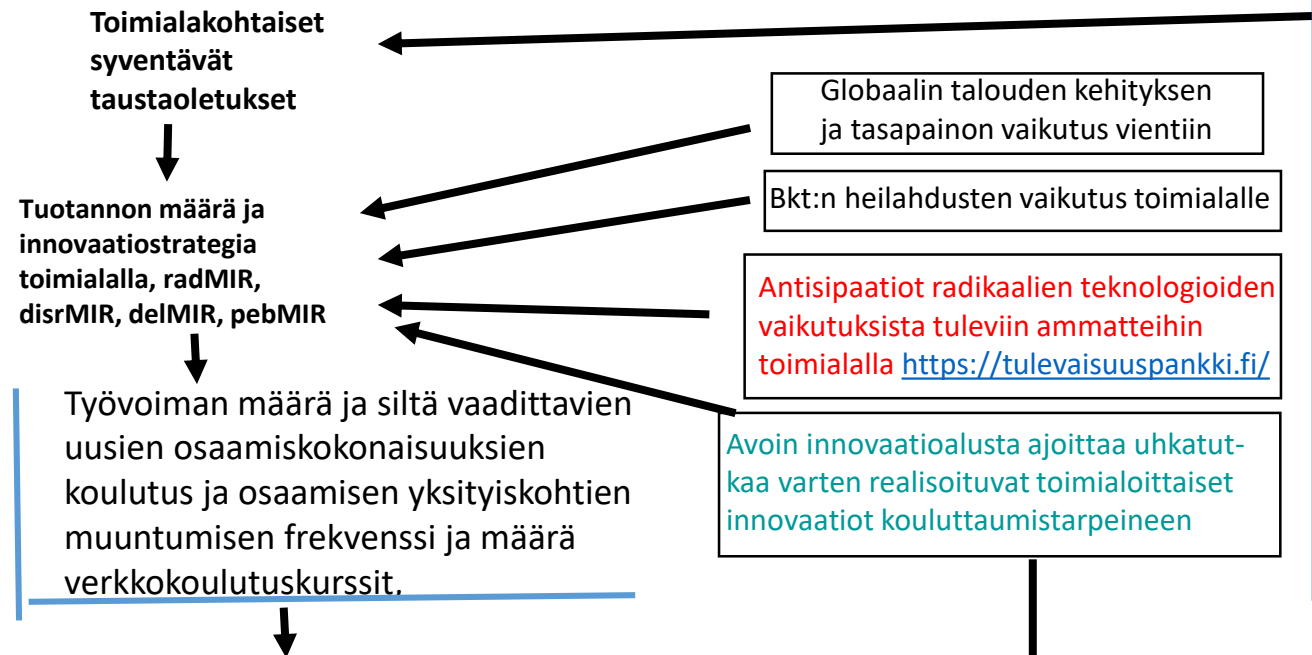 Toimialakohtaiset
syventävät
taustaoletukset
Globaalin talouden kehityksen
ja tasapainon vaikutus vientiin
Bkt:n heilahdusten vaikutus toimialalle
Tuotannon määrä ja
innovaatiostrategia
toimialalla, radMIR,
disrMIR, delMIR, pebMIR
Antisipaatiot radikaalien teknologioiden
vaikutuksista tuleviin ammatteihin
toimialalla https://tulevaisuuspankki.fi/
Työvoiman määrä ja siltä vaadittavien
uusien osaamiskokonaisuuksien
koulutus ja osaamisen yksityiskohtien
muuntumisen frekvenssi ja määrä
verkkokoulutuskurssit,
Avoin innovaatioalusta ajoittaa uhkatut-
kaa varten realisoituvat toimialoittaiset
innovaatiot kouluttaumistarpeineen